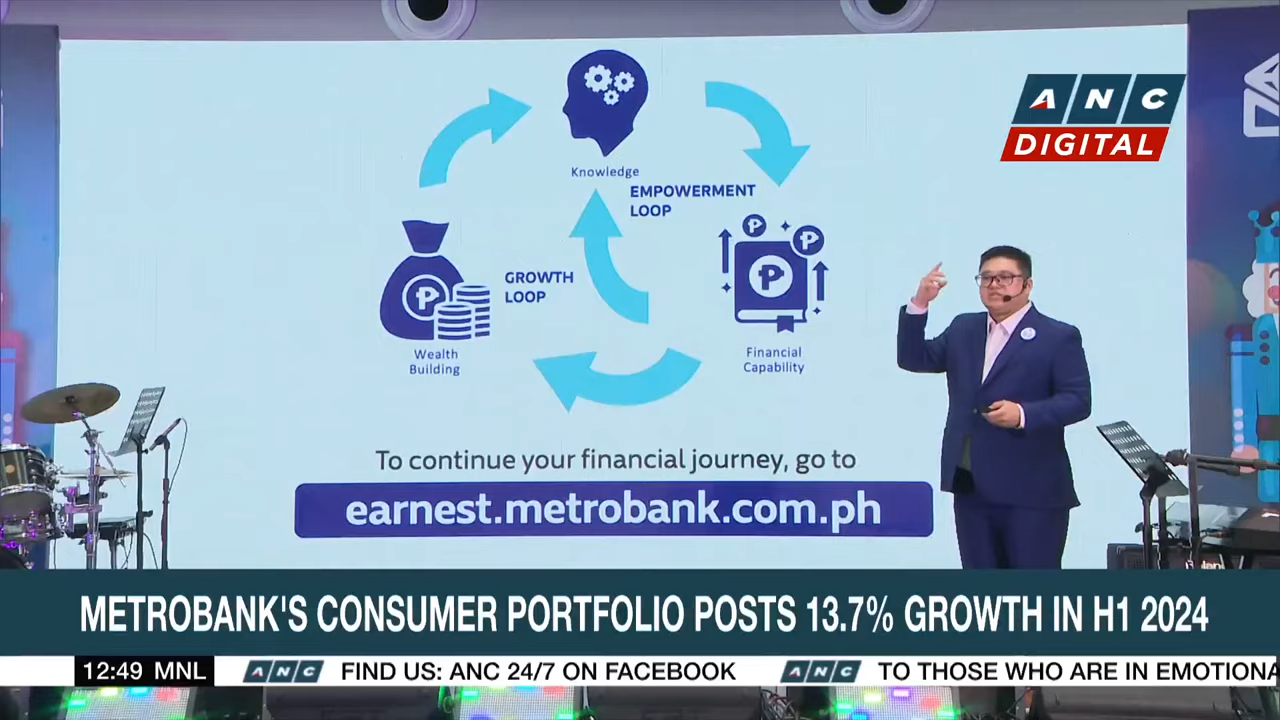 ANC
DIGITAL
Knowledge
EMPOWERMENT
LOOP
GROWTH
LOOP
Wealth
Building
Financial
Capability
To continue your financial journey, go to
earnest.metrobank.com.ph
METROBANK'S CONSUMER PORTFOLIO POSTS 13.7% GROWTH IN H1 2024
12:49 MNL ANC FIND US: ANC 24/7 ON FACEBOOK ANC TO THOSE WHO ARE IN EMOTIONA